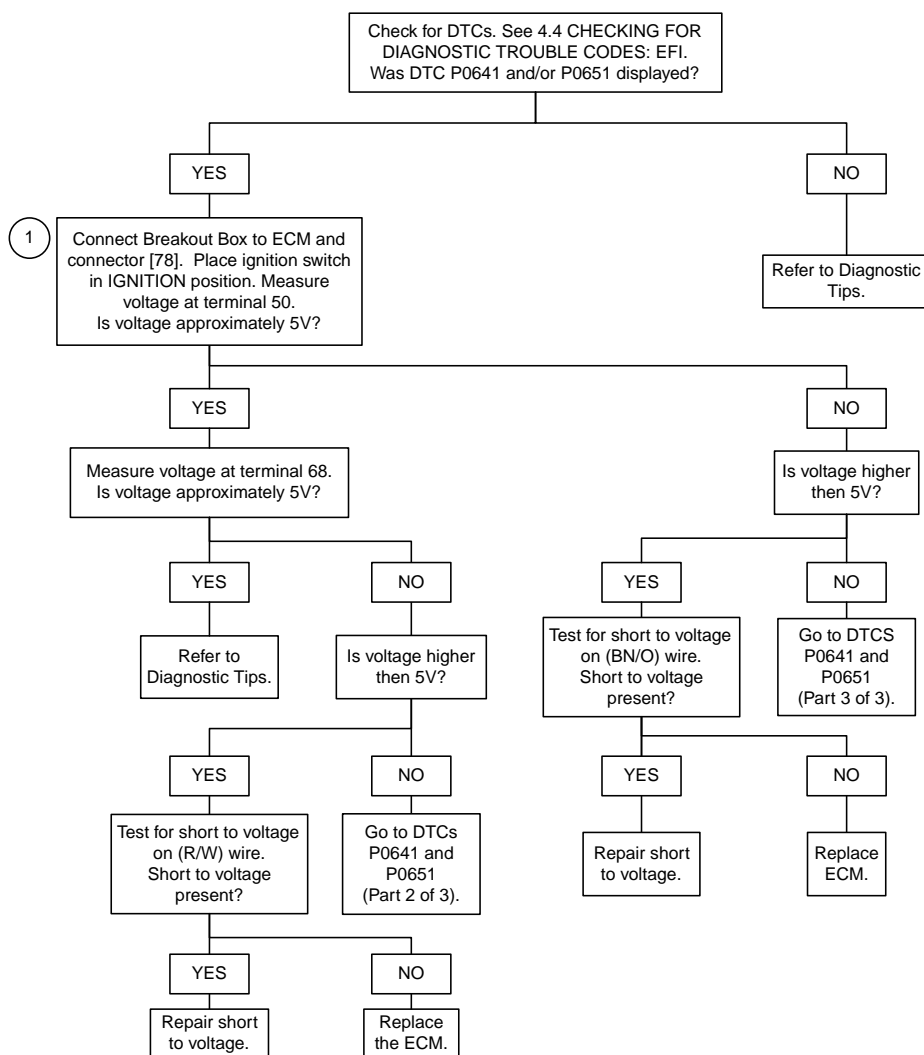 Check for DTCs. See 4.4 CHECKING FOR
DIAGNOSTIC TROUBLE CODES: EFI.
Was DTC P0641 and/or P0651 displayed?
YES
NO
1
Connect Breakout Box to ECM and
connector [78]. Place ignition switch
in IGNITION position. Measure
voltage at terminal 50.
Is voltage approximately 5V?
Refer to Diagnostic
Tips.
YES
NO
Measure voltage at terminal 68.
Is voltage approximately 5V?
Is voltage higher
then 5V?
YES
NO
YES
NO
Refer to
Diagnostic Tips.
Is voltage higher
then 5V?
Test for short to voltage
on (BN/O) wire.
Short to voltage
present?
Go to DTCS
P0641 and
P0651
(Part 3 of 3).
YES
NO
YES
NO
Test for short to voltage
on (R/W) wire.
Short to voltage
present?
Go to DTCs
P0641 and
P0651
(Part 2 of 3).
Repair short
to voltage.
Replace
ECM.
YES
NO
Repair short
to voltage.
Replace
the ECM.